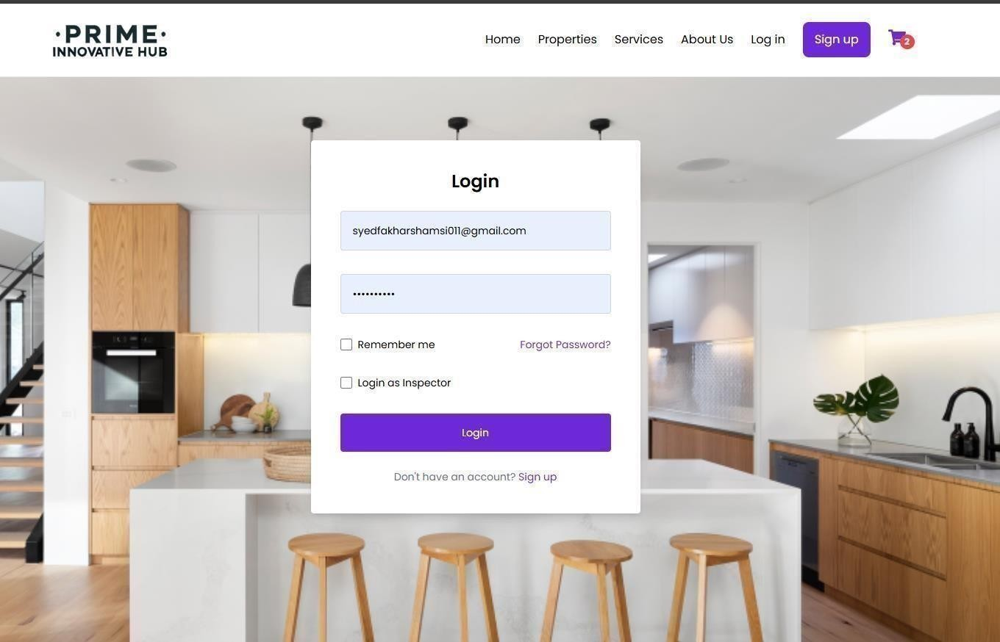 ·PRIME·
INNOVATIVE HUB
Home Properties Services About Us Log in Sign up 2
Login
syedfakharshamsi011@gmail.com
••••••••••
Remember me Forgot Password?
Login as Inspector
Login
Don't have an account? Sign up